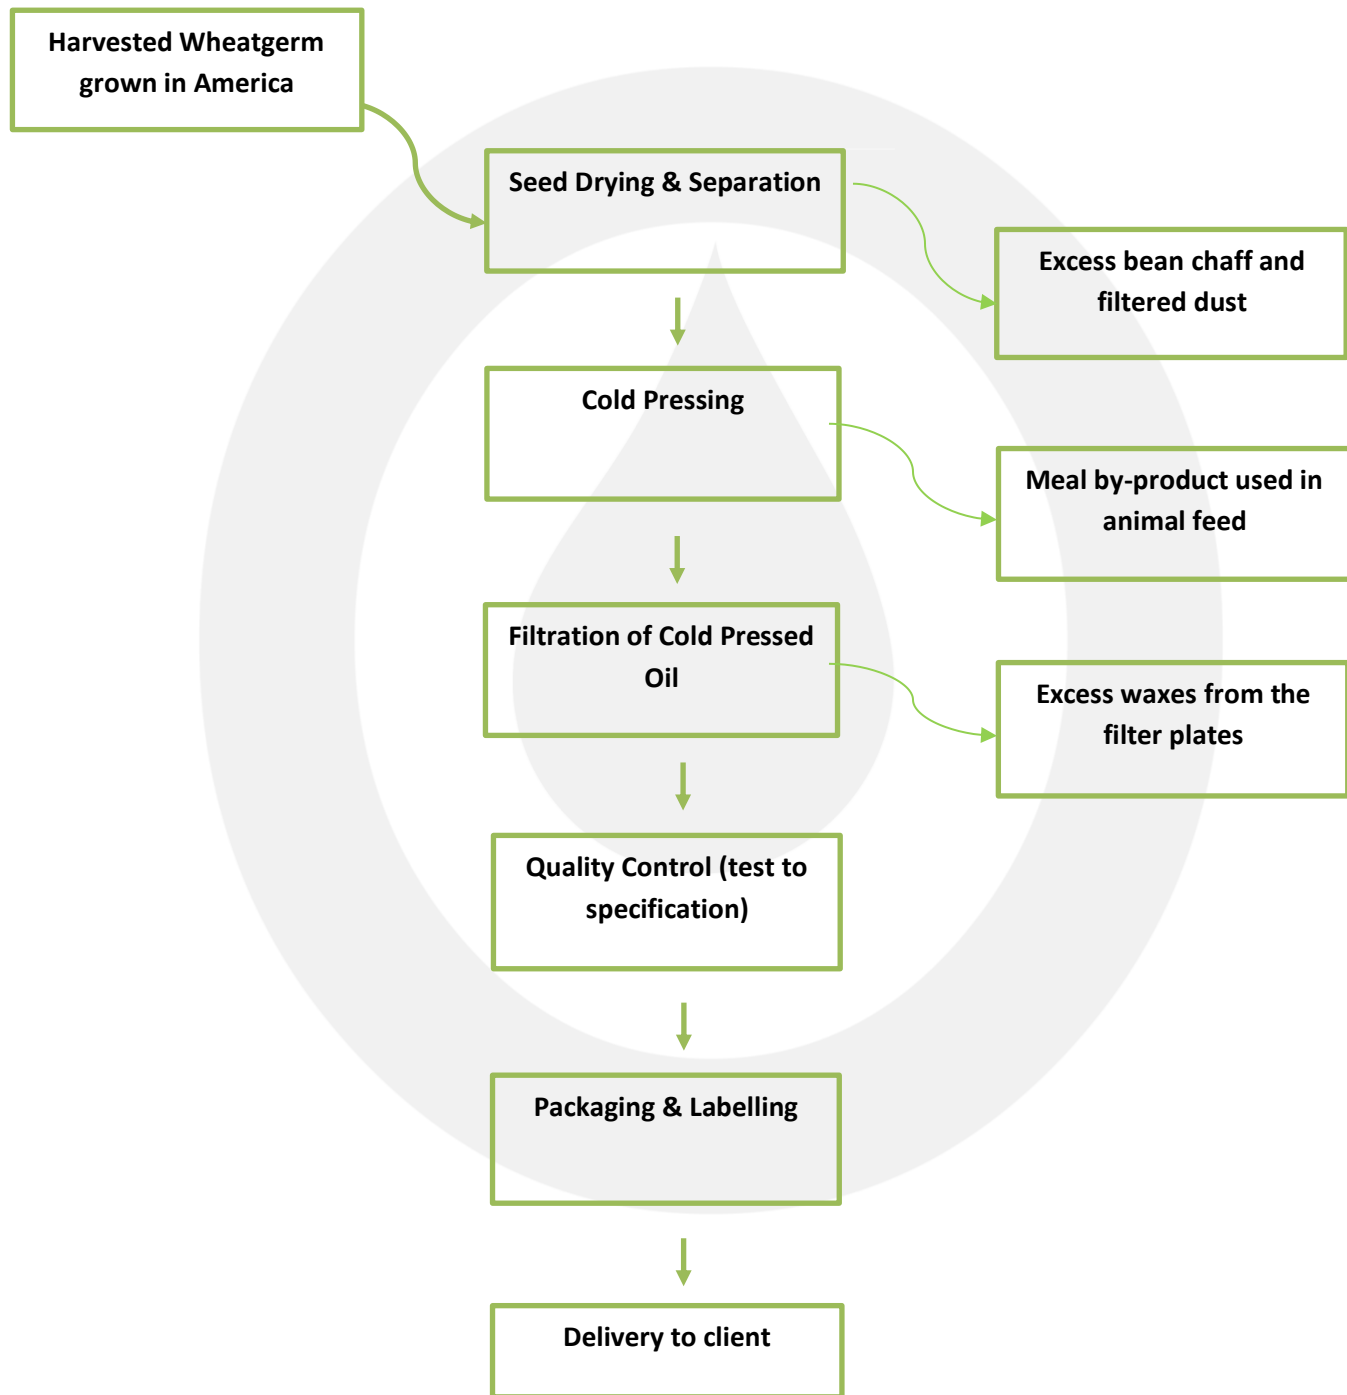 Harvested Wheatgerm
grown in America
Seed Drying & Separation
Excess bean chaff and
filtered dust
Cold Pressing
Meal by-product used in
animal feed
Filtration of Cold Pressed
Oil
Excess waxes from the
filter plates
Quality Control (test to
specification)
Packaging & Labelling
Delivery to client